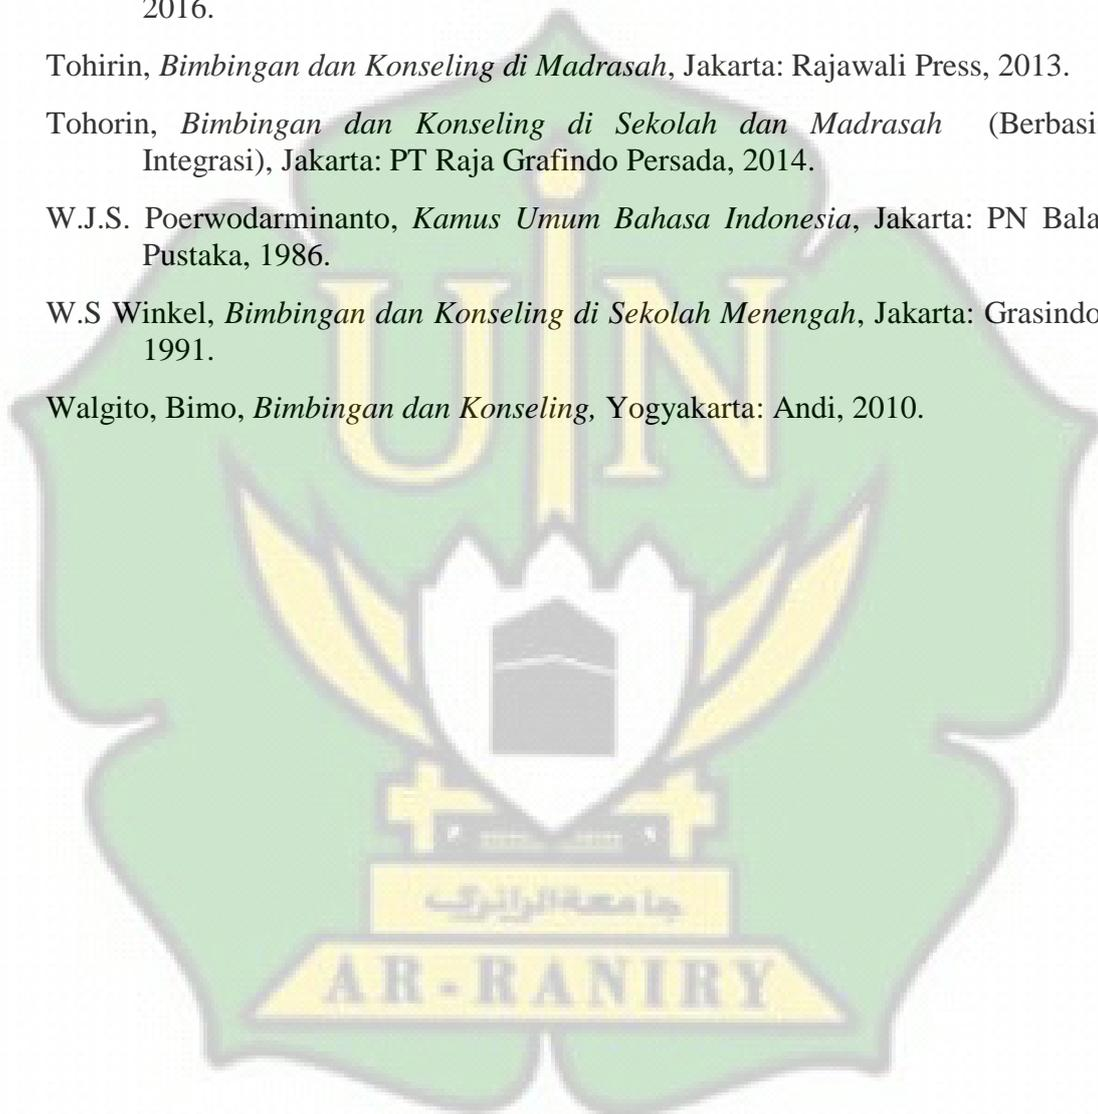 2016.
Tohirin, Bimbingan dan Konseling di Madrasah, Jakarta: Rajawali Press, 2013.
Tohorin, Bimbingan dan Konseling di Sekolah dan Madrasah (Berbasi
Integrasi), Jakarta: PT Raja Grafindo Persada, 2014.
W.J.S. Poerwodarminanto, Kamus Umum Bahasa Indonesia, Jakarta: PN Bala
Pustaka, 1986.
W.S Winkel, Bimbingan dan Konseling di Sekolah Menengah, Jakarta: Grasindo
1991.
Walgito, Bimo, Bimbingan dan Konseling, Yogyakarta: Andi, 2010.
UIN
جامعة الرانري
AR-RANIRY